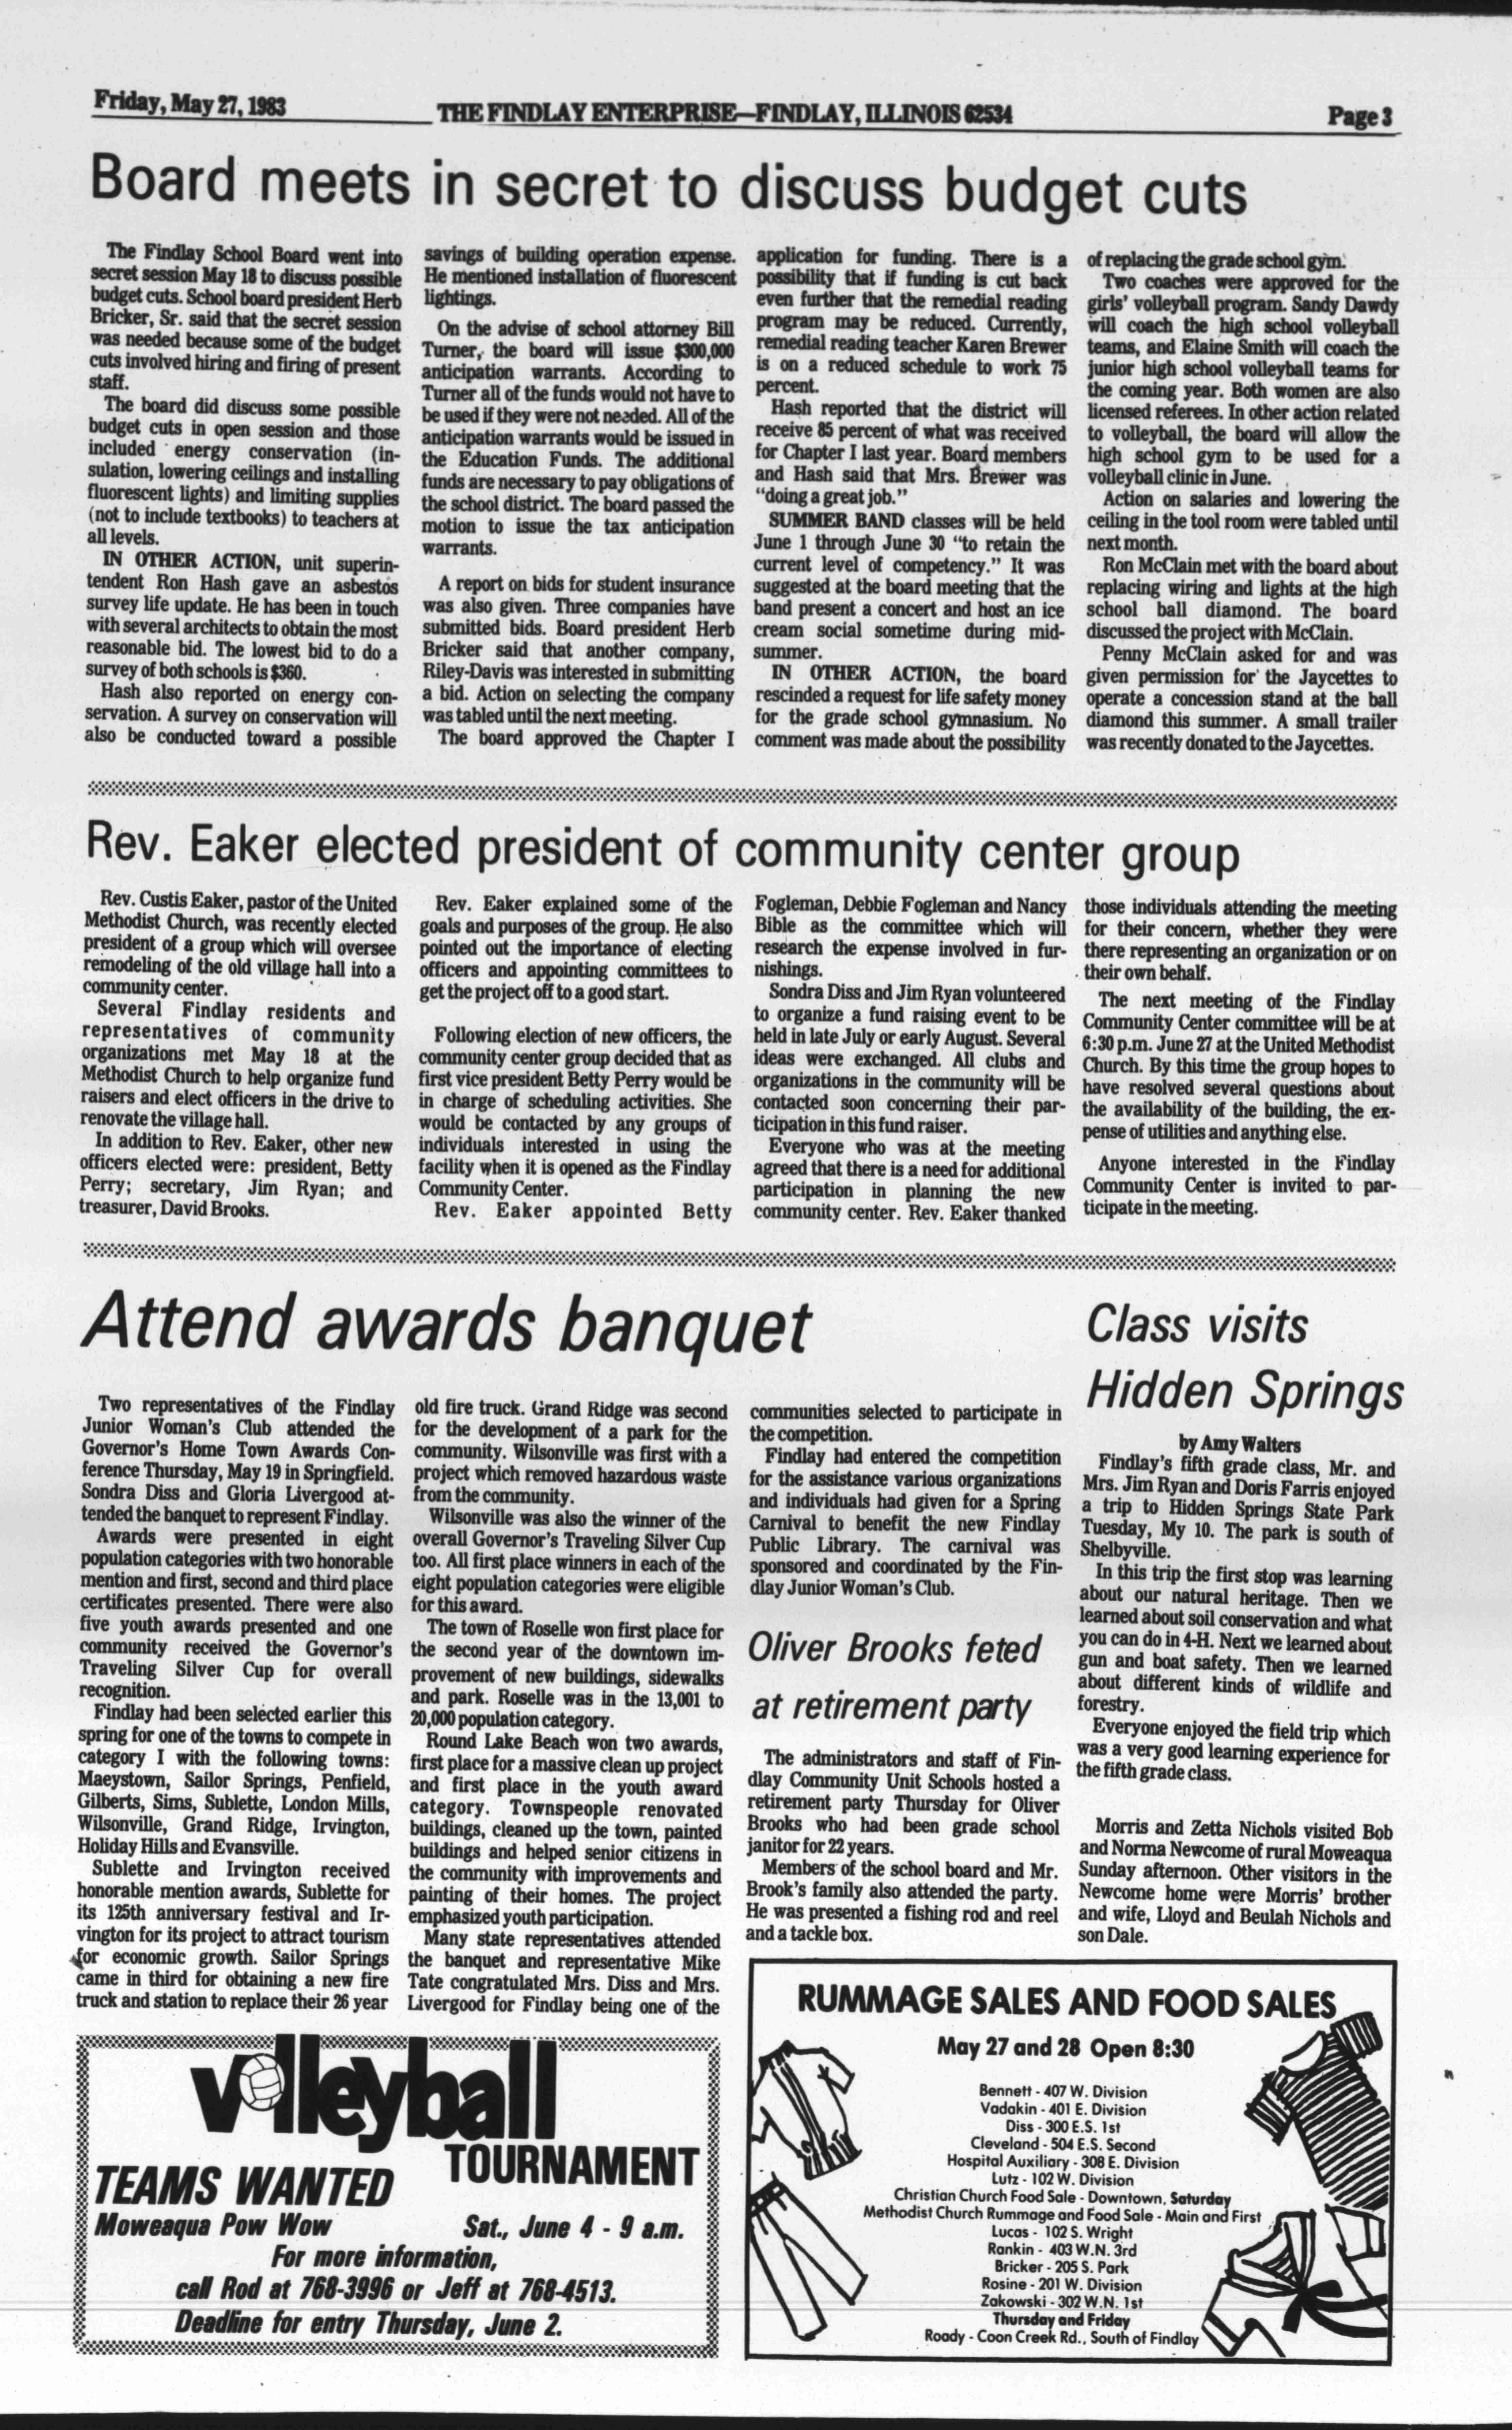 Friday, May 27, 1983
THE FINDLAY ENTERPRISE—FINDLAY, ILLINOIS 62534
Page 3
Board meets in secret to discuss budget cuts
The Findlay School Board went into
secret session May 18 to discuss possible
budget cuts. School board president Herb
Bricker, Sr. said that the secret session
was needed because some of the budget
cuts involved hiring and firing of present
staff.
The board did discuss some possible
budget cuts in open session and those
included energy conservation (in-
sulation, lowering ceilings and installing
fluorescent lights) and limiting supplies
(not to include textbooks) to teachers at
all levels.
IN OTHER ACTION, unit superin-
tendent Ron Hash gave an asbestos
survey life update. He has been in touch
with several architects to obtain the most
reasonable bid. The lowest bid to do a
survey of both schools is $360.
Hash also reported on energy con-
servation. A survey on conservation will
also be conducted toward a possible
savings of building operation expense.
He mentioned installation of fluorescent
lightings.
On the advise of school attorney Bill
Turner, the board will issue $300,000
anticipation warrants. According to
Turner all of the funds would not have to
be used if they were not needed. All of the
anticipation warrants would be issued in
the Education Funds. The additional
funds are necessary to pay obligations of
the school district. The board passed the
motion to issue the tax anticipation
warrants.
A report on bids for student insurance
was also given. Three companies have
submitted bids. Board president Herb
Bricker said that another company,
Riley-Davis was interested in submitting
a bid. Action on selecting the company
was tabled until the next meeting.
The board approved the Chapter I
application for funding. There is a
possibility that if funding is cut back
even further that the remedial reading
program may be reduced. Currently,
remedial reading teacher Karen Brewer
is on a reduced schedule to work 75
percent.
Hash reported that the district will
receive 85 percent of what was received
for Chapter I last year. Board members
and Hash said that Mrs. Brewer was
"doing a great job."
SUMMER BAND classes will be held
June 1 through June 30 "to retain the
current level of competency." It was
suggested at the board meeting that the
band present a concert and host an ice
cream social sometime during mid-
summer.
IN OTHER ACTION, the board
rescinded a request for life safety money
for the grade school gymnasium. No
comment was made about the possibility
of replacing the grade school gym.
Two coaches were approved for the
girls' volleyball program. Sandy Dawdy
will coach the high school volleyball
teams, and Elaine Smith will coach the
junior high school volleyball teams for
the coming year. Both women are also
licensed referees. In other action related
to volleyball, the board will allow the
high school gym to be used for a
volleyball clinic in June.
Action on salaries and lowering the
ceiling in the tool room were tabled until
next month.
Ron McClain met with the board about
replacing wiring and lights at the high
school ball diamond. The board
discussed the project with McClain.
Penny McClain asked for and was
given permission for the Jaycettes to
operate a concession stand at the ball
diamond this summer. A small trailer
was recently donated to the Jaycettes.
Rev. Eaker elected president of community center group
Rev. Custis Eaker, pastor of the United
Methodist Church, was recently elected
president of a group which will oversee
remodeling of the old village hall into a
community center.
Several Findlay residents and
representatives of community
organizations met May 18 at the
Methodist Church to help organize fund
raisers and elect officers in the drive to
renovate the village hall.
In addition to Rev. Eaker, other new
officers elected were: president, Betty
Perry; secretary, Jim Ryan; and
treasurer, David Brooks.
Rev. Eaker explained some of the
goals and purposes of the group. He also
pointed out the importance of electing
officers and appointing committees to
get the project off to a good start.
Following election of new officers, the
community center group decided that as
first vice president Betty Perry would be
in charge of scheduling activities. She
would be contacted by any groups of
individuals interested in using the
facility when it is opened as the Findlay
Community Center.
Rev. Eaker appointed Betty
Fogleman, Debbie Fogleman and Nancy
Bible as the committee which will
research the expense involved in fur-
nishings.
Sondra Diss and Jim Ryan volunteered
to organize a fund raising event to be
held in late July or early August. Several
ideas were exchanged. All clubs and
organizations in the community will be
contacted soon concerning their par-
ticipation in this fund raiser.
Everyone who was at the meeting
agreed that there is a need for additional
participation in planning the new
community center. Rev. Eaker thanked
those individuals attending the meeting
for their concern, whether they were
there representing an organization or on
their own behalf.
The next meeting of the Findlay
Community Center committee will be at
6:30 p.m. June 27 at the United Methodist
Church. By this time the group hopes to
have resolved several questions about
the availability of the building, the ex-
pense of utilities and anything else.
Anyone interested in the Findlay
Community Center is invited to par-
ticipate in the meeting.
Attend awards banquet
Two representatives of the Findlay
Junior Woman's Club attended the
Governor's Home Town Awards Con-
ference Thursday, May 19 in Springfield.
Sondra Diss and Gloria Livergood at-
tended the banquet to represent Findlay.
Awards were presented in eight
population categories with two honorable
mention and first, second and third place
certificates presented. There were also
five youth awards presented and one
community received the Governor's
Traveling Silver Cup for overall
recognition.
Findlay had been selected earlier this
spring for one of the towns to compete in
category I with the following towns:
Maeystown, Sailor Springs, Penfield,
Gilberts, Sims, Sublette, London Mills,
Wilsonville, Grand Ridge, Irvington,
Holiday Hills and Evansville.
Sublette and Irvington received
honorable mention awards, Sublette for
its 125th anniversary festival and Ir-
vington for its project to attract tourism
for economic growth. Sailor Springs
came in third for obtaining a new fire
truck and station to replace their 26 year
old fire truck. Grand Ridge was second
for the development of a park for the
community. Wilsonville was first with a
project which removed hazardous waste
from the community.
Wilsonville was also the winner of the
overall Governor's Traveling Silver Cup
too. All first place winners in each of the
eight population categories were eligible
for this award.
The town of Roselle won first place for
the second year of the downtown im-
provement of new buildings, sidewalks
and park. Roselle was in the 13,001 to
20,000 population category.
Round Lake Beach won two awards,
first place for a massive clean up project
and first place in the youth award
category. Townspeople renovated
buildings, cleaned up the town, painted
buildings and helped senior citizens in
the community with improvements and
painting of their homes. The project
emphasized youth participation.
Many state representatives attended
the banquet and representative Mike
Tate congratulated Mrs. Diss and Mrs.
Livergood for Findlay being one of the
communities selected to participate in
the competition.
Findlay had entered the competition
for the assistance various organizations
and individuals had given for a Spring
Carnival to benefit the new Findlay
Public Library. The carnival was
sponsored and coordinated by the Fin-
dlay Junior Woman's Club.
Oliver Brooks feted
at retirement party
The administrators and staff of Fin-
dlay Community Unit Schools hosted a
retirement party Thursday for Oliver
Brooks who had been grade school
janitor for 22 years.
Members of the school board and Mr.
Brook's family also attended the party.
He was presented a fishing rod and reel
and a tackle box.
Class visits
Hidden Springs
by Amy Walters
Findlay's fifth grade class, Mr. and
Mrs. Jim Ryan and Doris Farris enjoyed
a trip to Hidden Springs State Park
Tuesday, My 10. The park is south of
Shelbyville.
In this trip the first stop was learning
about our natural heritage. Then we
learned about soil conservation and what
you can do in 4-H. Next we learned about
gun and boat safety. Then we learned
about different kinds of wildlife and
forestry.
Everyone enjoyed the field trip which
was a very good learning experience for
the fifth grade class.
Morris and Zetta Nichols visited Bob
and Norma Newcome of rural Moweaqua
Sunday afternoon. Other visitors in the
Newcome home were Morris' brother
and wife, Lloyd and Beulah Nichols and
son Dale.
volleyball
TOURNAMENT
TEAMS WANTED
Moweaqua Pow Wow Sat., June 4 - 9 a.m.
For more information,
call Rod at 768-3996 or Jeff at 768-4513.
Deadline for entry Thursday, June 2.
RUMMAGE SALES AND FOOD SALES
May 27 and 28 Open 8:30
Bennett - 407 W. Division
Vadakin - 401 E. Division
Diss - 300 E.S. 1st
Cleveland - 504 E.S. Second
Hospital Auxiliary - 308 E. Division
Lutz - 102 W. Division
Christian Church Food Sale - Downtown, Saturday
Methodist Church Rummage and Food Sale - Main and First
Lucas - 102 S. Wright
Rankin - 403 W.N. 3rd
Bricker - 205 S. Park
Rosine - 201 W. Division
Zakowski - 302 W.N. 1st
Thursday and Friday
Roady - Coon Creek Rd., South of Findlay